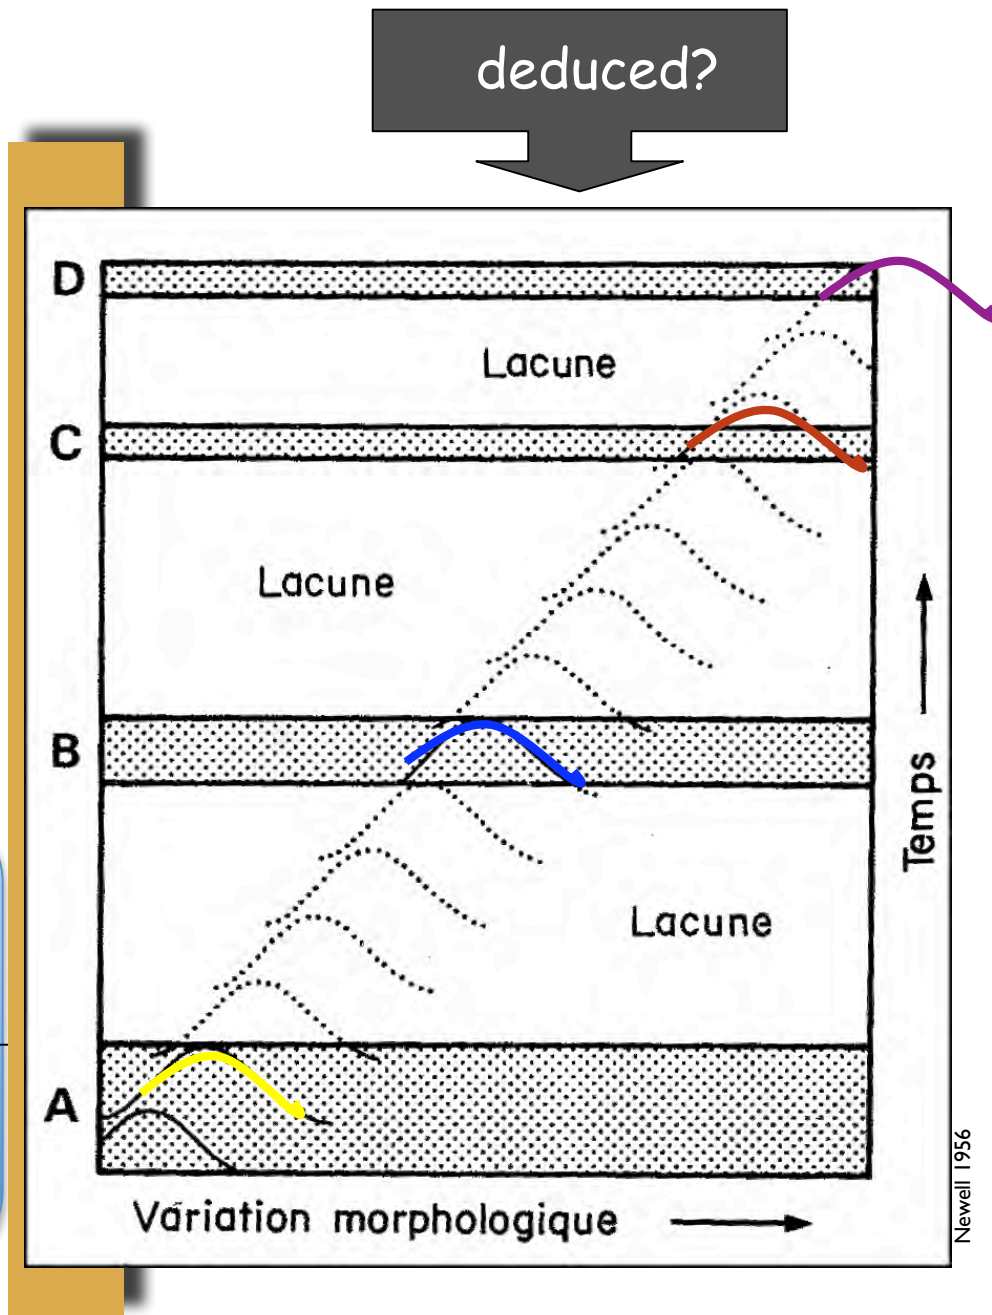 deduced?
D
Lacune
C
Lacune
B
Temps
Lacune
A
Variation morphologique
Newell 1956